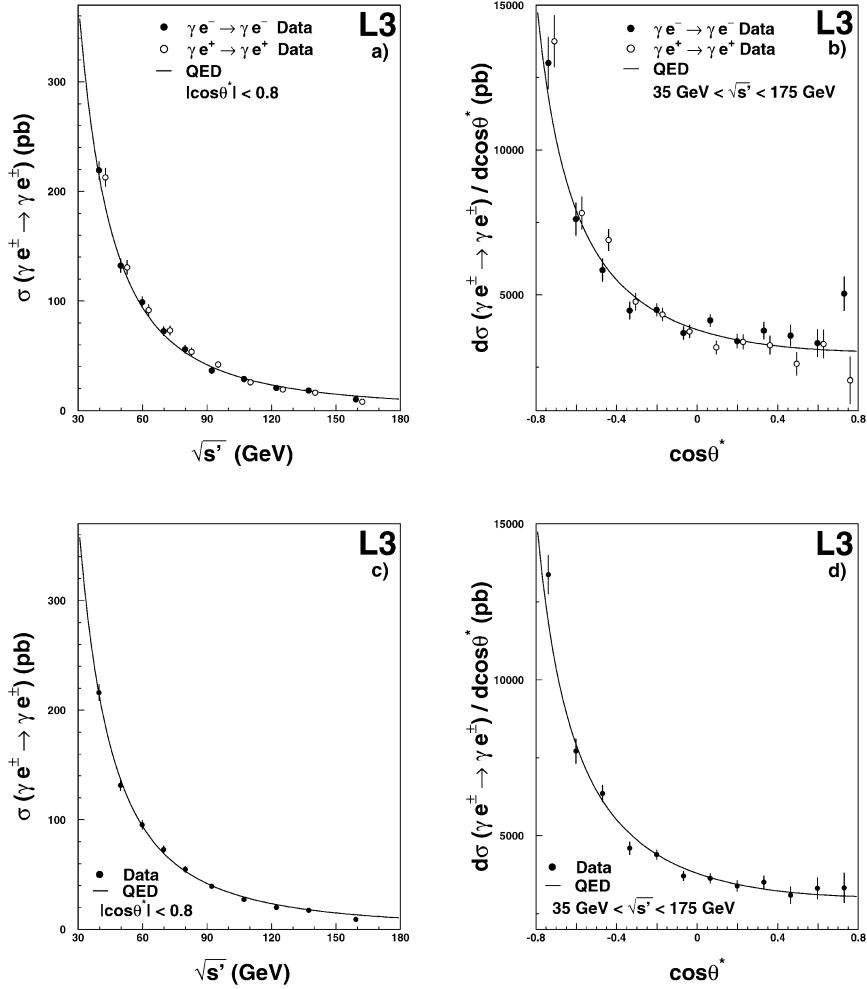 L3
a)
γ e⁻ → γ e⁻ Data
γ e⁺ → γ e⁺ Data
QED
|cosθ*| < 0.8
σ (γ e± → γ e±) (pb)
300
200
100
0
30 60 90 120 150 180
√s’ (GeV)
L3
b)
γ e⁻ → γ e⁻ Data
γ e⁺ → γ e⁺ Data
QED
35 GeV < √s’ < 175 GeV
dσ (γ e± → γ e±) / dcosθ* (pb)
15000
10000
5000
-0.8 -0.4 0 0.4 0.8
cosθ*
L3
c)
σ (γ e± → γ e±) (pb)
300
200
100
0
Data
QED
|cosθ*| < 0.8
30 60 90 120 150 180
√s’ (GeV)
L3
d)
dσ (γ e± → γ e±) / dcosθ* (pb)
15000
10000
5000
Data
QED
35 GeV < √s’ < 175 GeV
-0.8 -0.4 0 0.4 0.8
cosθ*